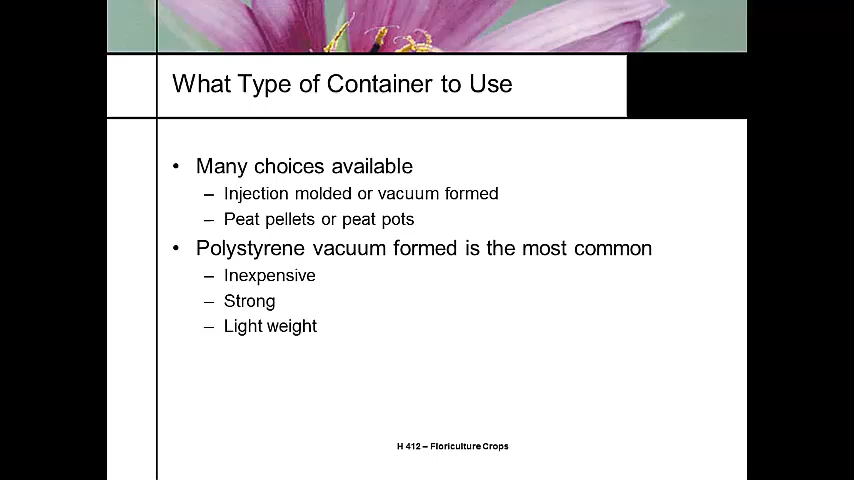 What Type of Container to Use
• Many choices available
– Injection molded or vacuum formed
– Peat pellets or peat pots
• Polystyrene vacuum formed is the most common
– Inexpensive
– Strong
– Light weight
H 412 – Floriculture Crops